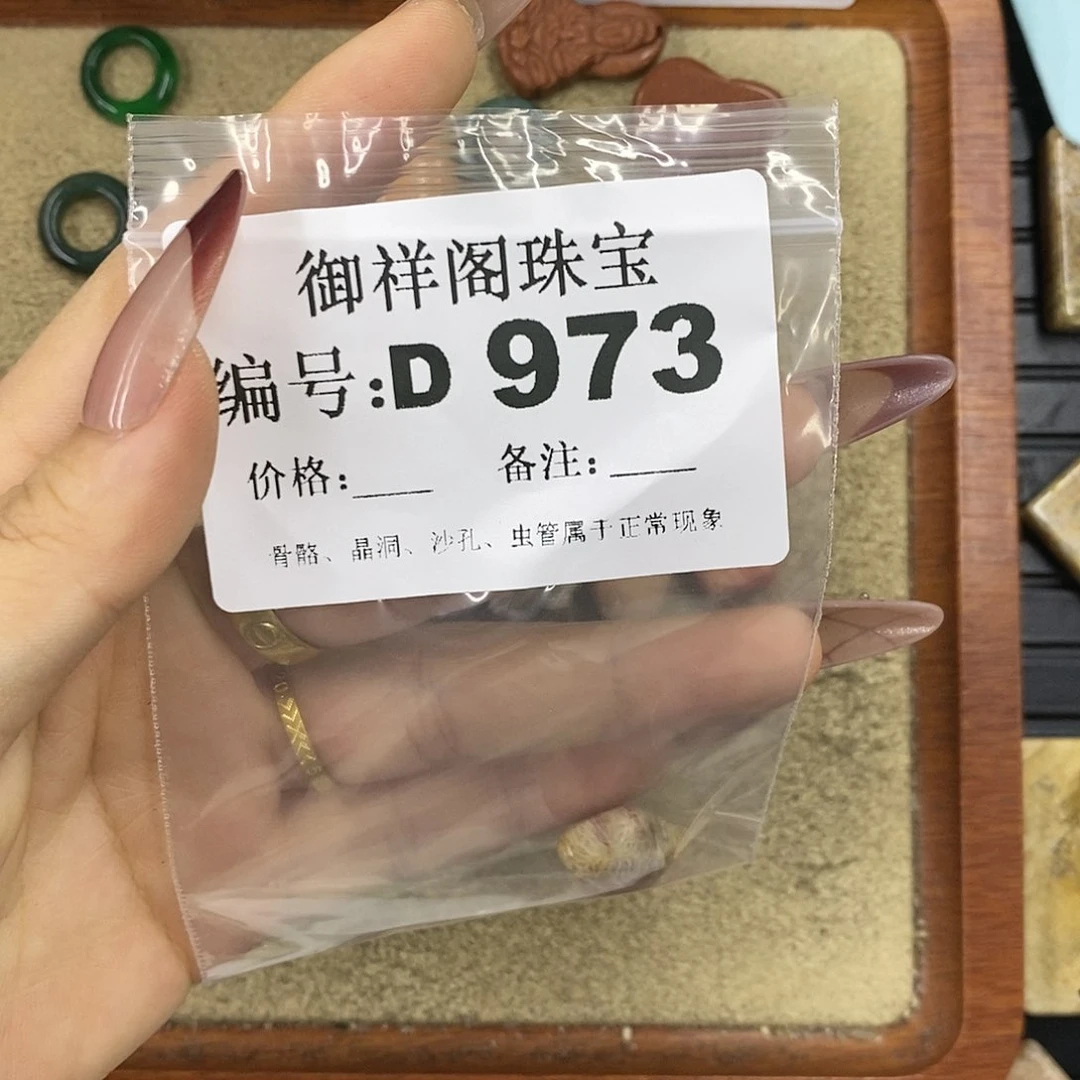 御祥阁珠宝
编号:D 973
价格:____ 备注:____
骨骼、晶洞、沙孔、虫管属于正常现象